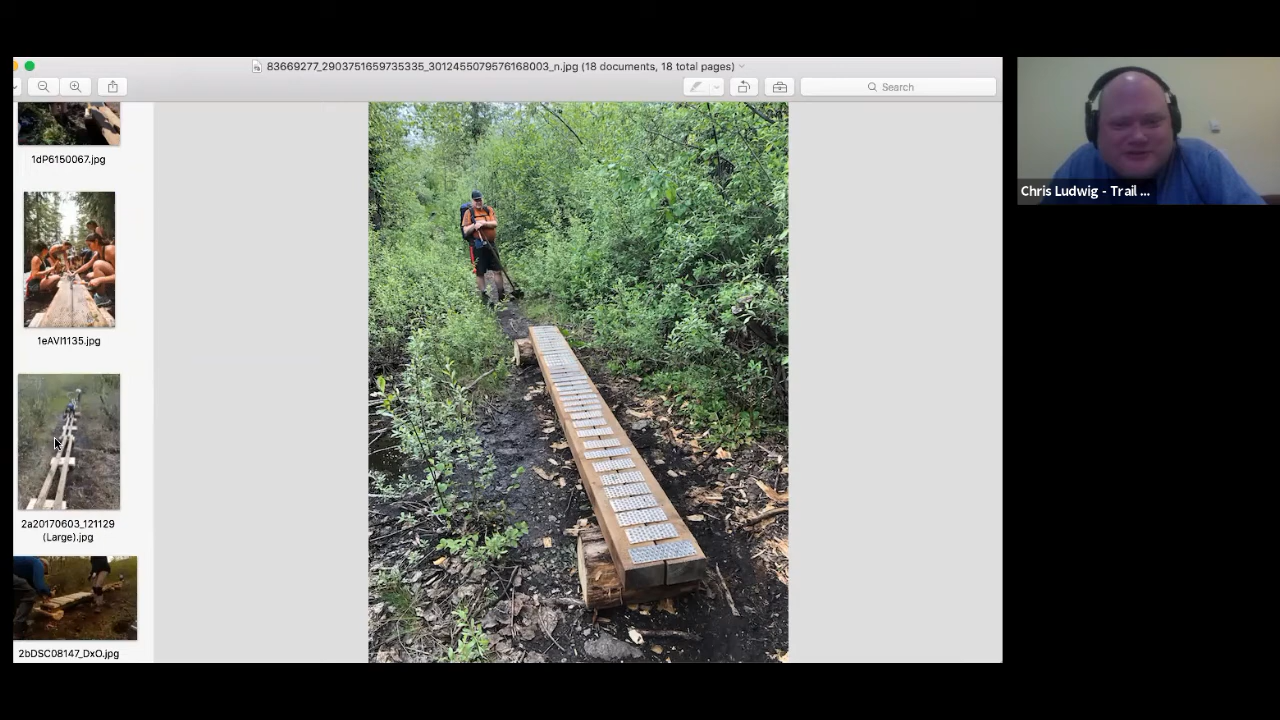 83669277_2903751659735335_3012455079576168003_n.jpg (18 documents, 18 total pages)
Search
1dP6150067.jpg
1eAVI1135.jpg
2a20170603_121129
(Large).jpg
2bDSC08147_DxO.jpg
Chris Ludwig - Trail ...